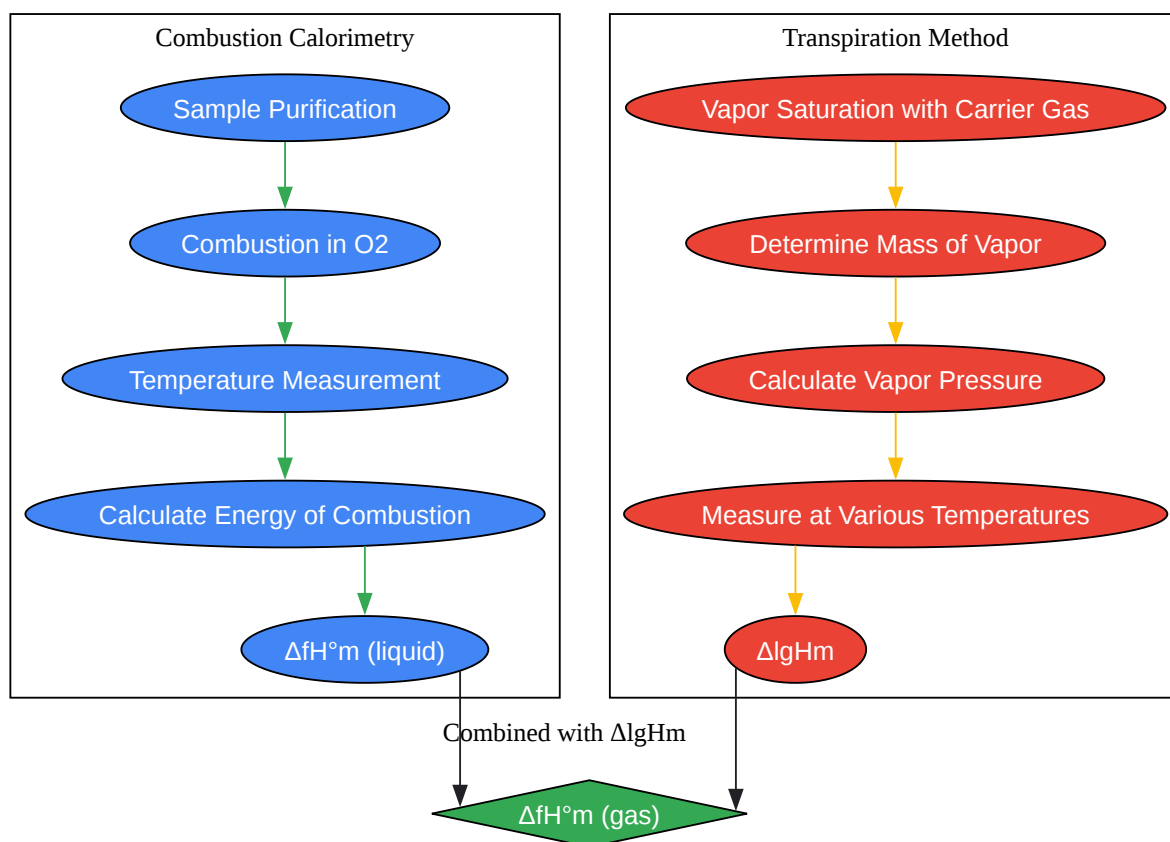 Combustion Calorimetry
Sample Purification
Combustion in O2
Temperature Measurement
Calculate Energy of Combustion
ΔfH°m (liquid)
Transpiration Method
Vapor Saturation with Carrier Gas
Determine Mass of Vapor
Calculate Vapor Pressure
Measure at Various Temperatures
ΔlgHm
Combined with ΔlgHm
ΔfH°m (gas)